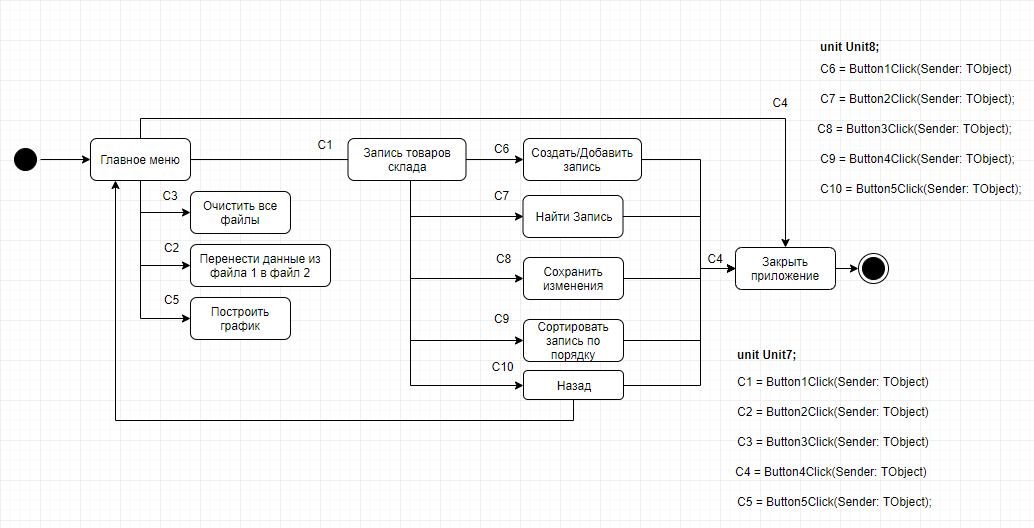 unit Unit8;
C6 = Button1Click(Sender: TObject)
C7 = Button2Click(Sender: TObject);
C8 = Button3Click(Sender: TObject);
C9 = Button4Click(Sender: TObject);
C10 = Button5Click(Sender: TObject);
C4
Главное меню
C1
Запись товаров
склада
C6
Создать/Добавить
запись
C3
Очистить все
файлы
C7
Найти Запись
C2
Перенести данные из
файла 1 в файл 2
C8
Сохранить
изменения
C4
Закрыть
приложение
C5
Построить
график
C9
Сортировать
запись по
порядку
C10
Назад
unit Unit7;
C1 = Button1Click(Sender: TObject)
C2 = Button2Click(Sender: TObject)
C3 = Button3Click(Sender: TObject)
C4 = Button4Click(Sender: TObject)
C5 = Button5Click(Sender: TObject);